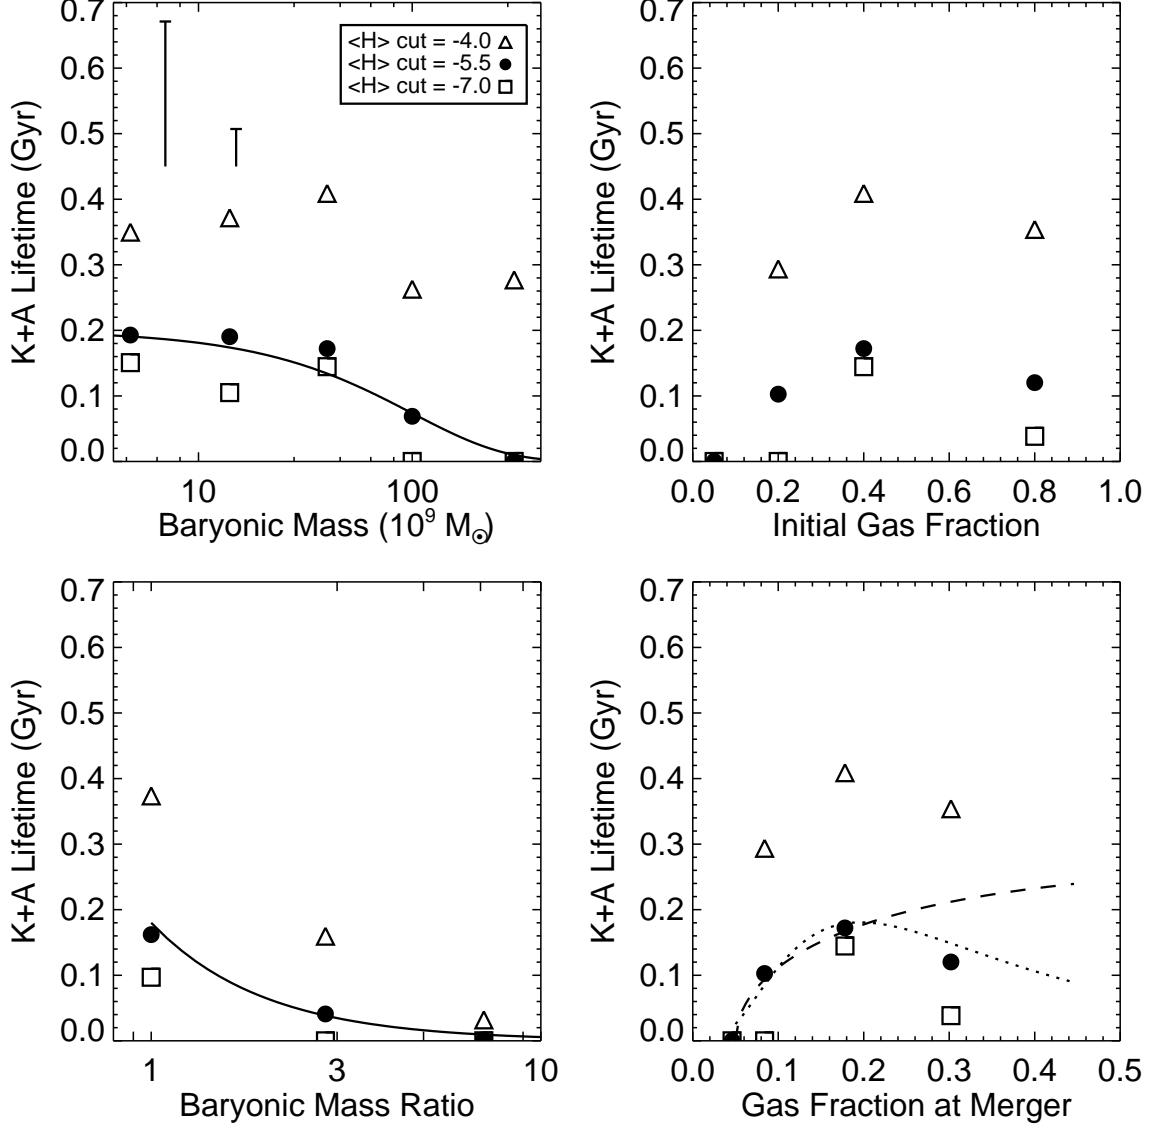 0.7
0.6
0.5
0.4
0.3
0.2
0.1
0.0
K+A Lifetime (Gyr)
<H> cut = -4.0
<H> cut = -5.5
<H> cut = -7.0
10 100
Baryonic Mass (10⁹ M☉)
0.7
0.6
0.5
0.4
0.3
0.2
0.1
0.0
K+A Lifetime (Gyr)
0.0 0.2 0.4 0.6 0.8 1.0
Initial Gas Fraction
0.7
0.6
0.5
0.4
0.3
0.2
0.1
0.0
K+A Lifetime (Gyr)
1 3 10
Baryonic Mass Ratio
0.7
0.6
0.5
0.4
0.3
0.2
0.1
0.0
K+A Lifetime (Gyr)
0.0 0.1 0.2 0.3 0.4 0.5
Gas Fraction at Merger